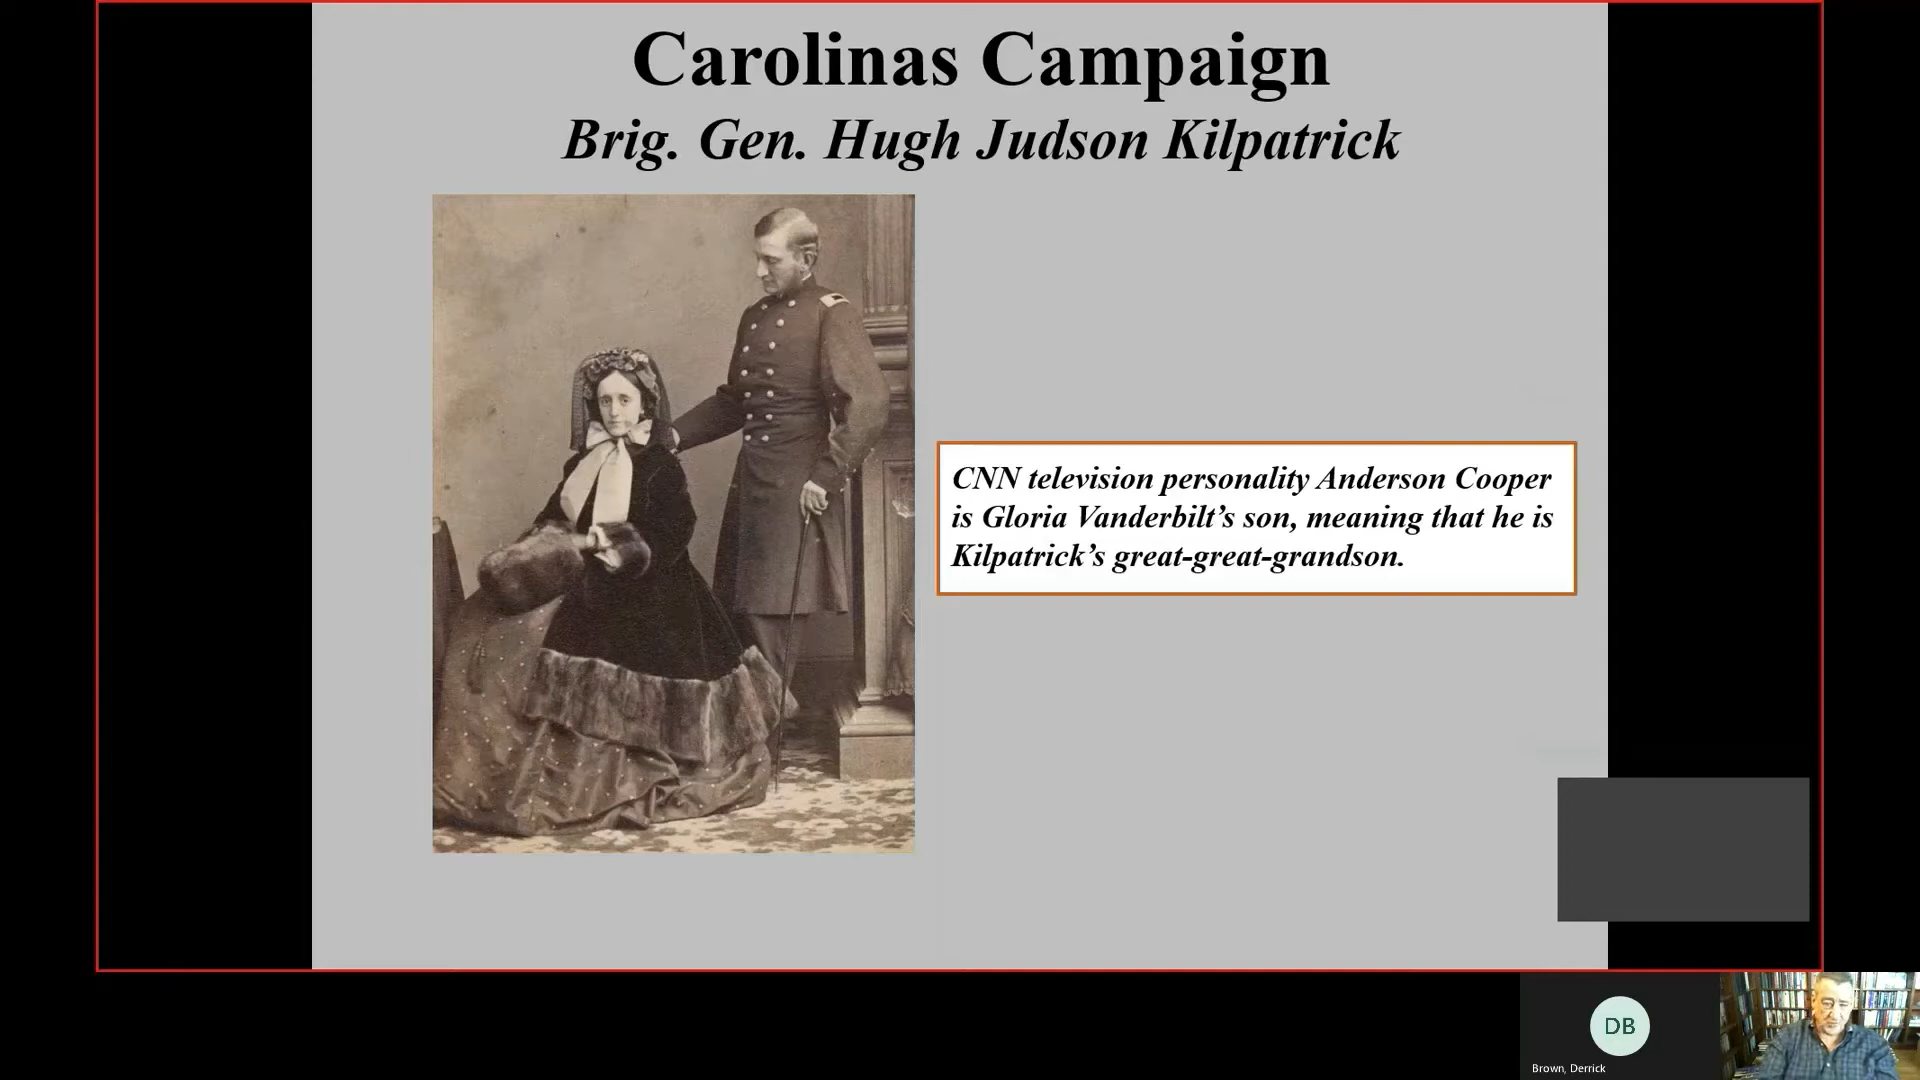 Carolinas Campaign
Brig. Gen. Hugh Judson Kilpatrick
CNN television personality Anderson Cooper
is Gloria Vanderbilt’s son, meaning that he is
Kilpatrick’s great-great-grandson.
DB
Brown, Derrick